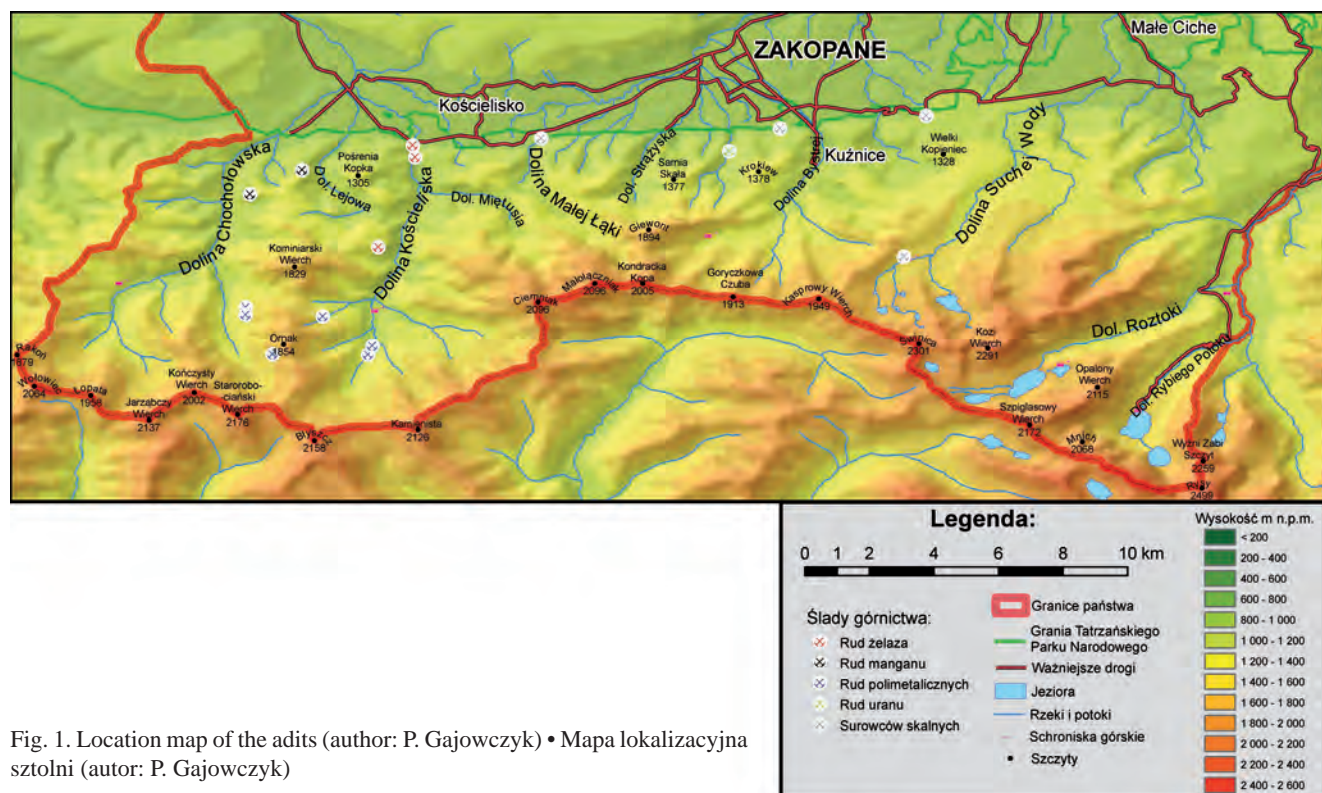 ZAKOPANE
Małe Ciche
Kościelisko
Kuźnice
Dolina Chochołowska
Dol. Lejowa
Pośrenia
Kopka
1305
Dolina Kościeliska
Dol. Miętusia
Dolina Małej Łąki
Dol. Strążyska
Sarnia
Skała
1377
Krokiew
1378
Dolina Bystrej
Wielki
Kopieniec
1328
Dolina Suchej Wody
Giewont
1894
Kominiarski
Wierch
1829
Ornak
1854
Ciemniak
2096
Małołączniak
2096
Kondracka
Kopa
2005
Goryczkowa
Czuba
1913
Kasprowy Wierch
1949
Świnica
2301
Kozi
Wierch
2291
Dol. Roztoki
Opalony
Wierch
2115
Dol. Rybiego Potoku
Rakoń
1879
Wołowiec
2064
Łopata
1958
Jarząbczy
Wierch
2137
Kończysty
Wierch
2002
Starorobo-
ciański
Wierch
2176
Błyszcz
2158
Kamienista
2126
Szpiglasowy
Wierch
2172
Mnich
2068
Wyżni Żabi
Szczyt
2259
Rysy
2499
Legenda:
0 1 2 4 6 8 10 km
Ślady górnictwa:
Rud żelaza
Rud manganu
Rud polimetalicznych
Rud uranu
Surowców skalnych
Granice państwa
Grania Tatrzańskiego
Parku Narodowego
Ważniejsze drogi
Jeziora
Rzeki i potoki
Schroniska górskie
Szczyty
Wysokość m n.p.m.
< 200
200 - 400
400 - 600
600 - 800
800 - 1 000
1 000 - 1 200
1 200 - 1 400
1 400 - 1 600
1 600 - 1 800
1 800 - 2 000
2 000 - 2 200
2 200 - 2 400
2 400 - 2 600
Fig. 1. Location map of the adits (author: P. Gajowczyk) • Mapa lokalizacyjna
sztolni (autor: P. Gajowczyk)